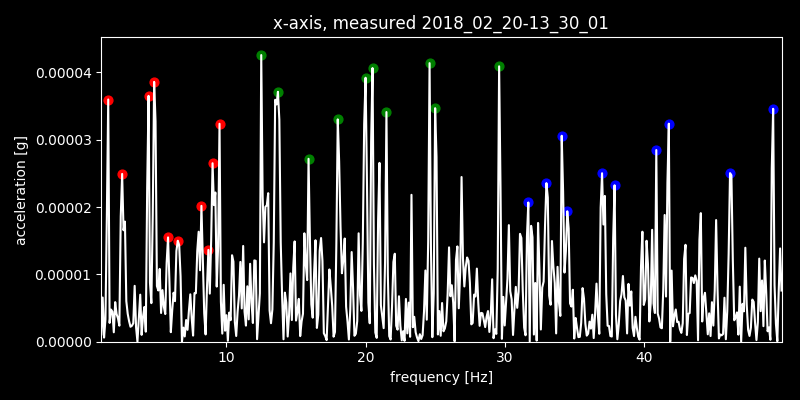 x-axis, measured 2018_02_20-13_30_01
0.00004
0.00003
0.00002
0.00001
0.00000
acceleration [g]
10 20 30 40
frequency [Hz]